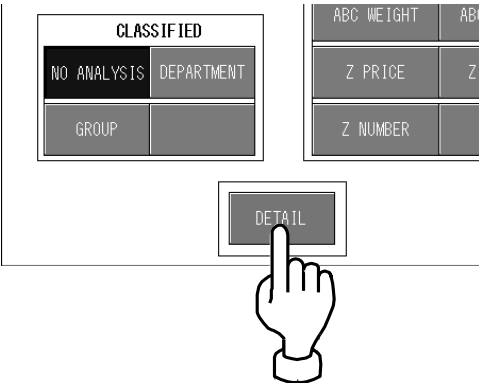 CLASSIFIED
NO ANALYSIS DEPARTMENT
GROUP
ABC WEIGHT
Z PRICE Z
Z NUMBER
DETAIL